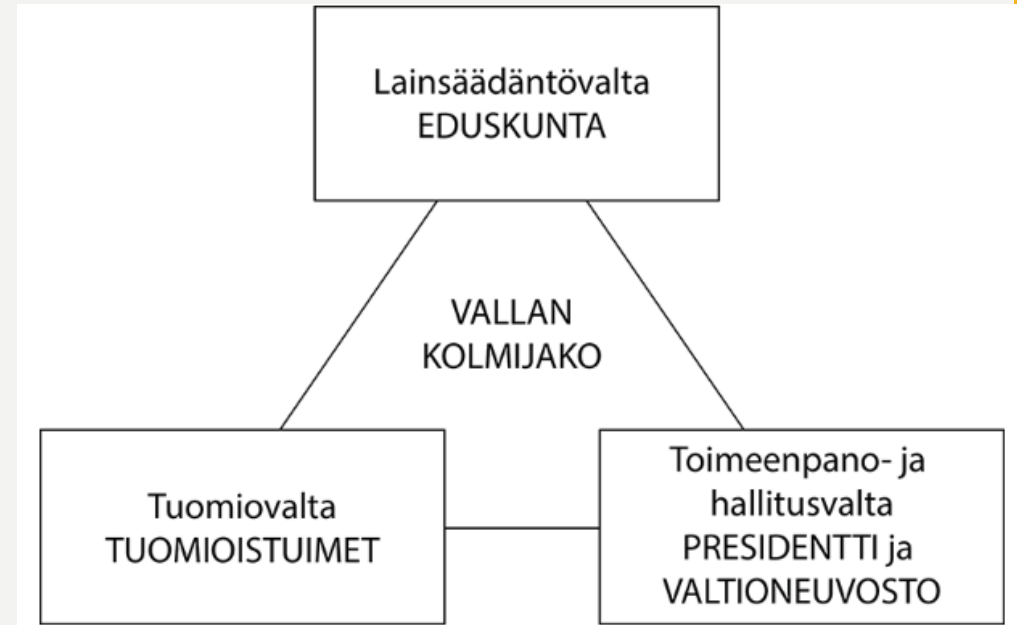 Lainsäädäntövalta
EDUSKUNTA
VALLAN
KOLMIJAKO
Tuomiovalta
TUOMIOISTUIMET
Toimeenpano- ja
hallitusvalta
PRESIDENTTI ja
VALTIONEUVOSTO